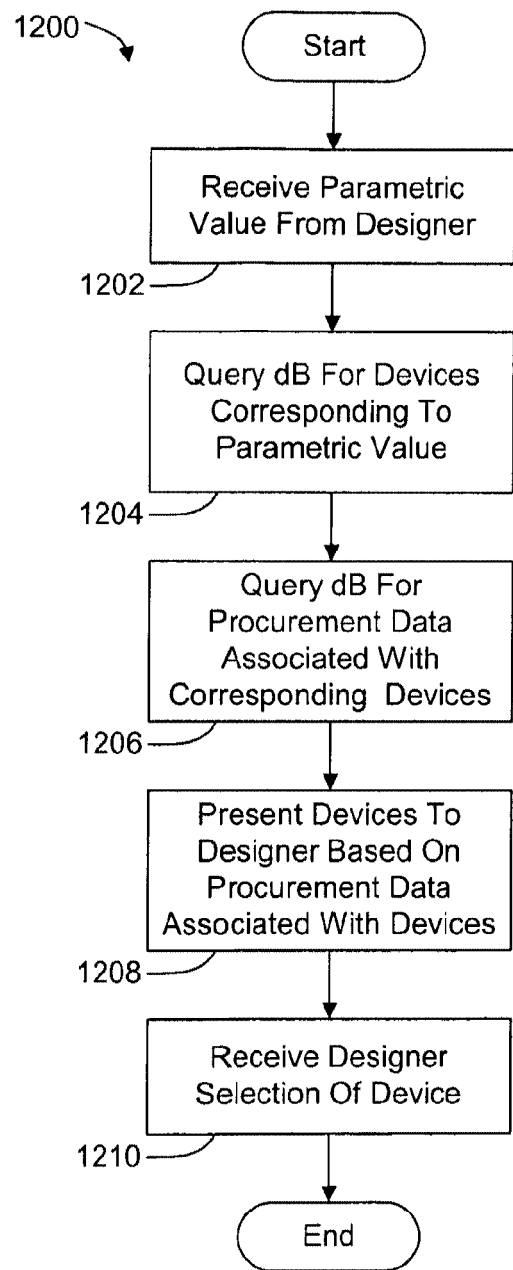 1200
Start
Receive Parametric
Value From Designer
1202
Query dB For Devices
Corresponding To
Parametric Value
1204
Query dB For
Procurement Data
Associated With
Corresponding Devices
1206
Present Devices To
Designer Based On
Procurement Data
Associated With Devices
1208
Receive Designer
Selection Of Device
1210
End